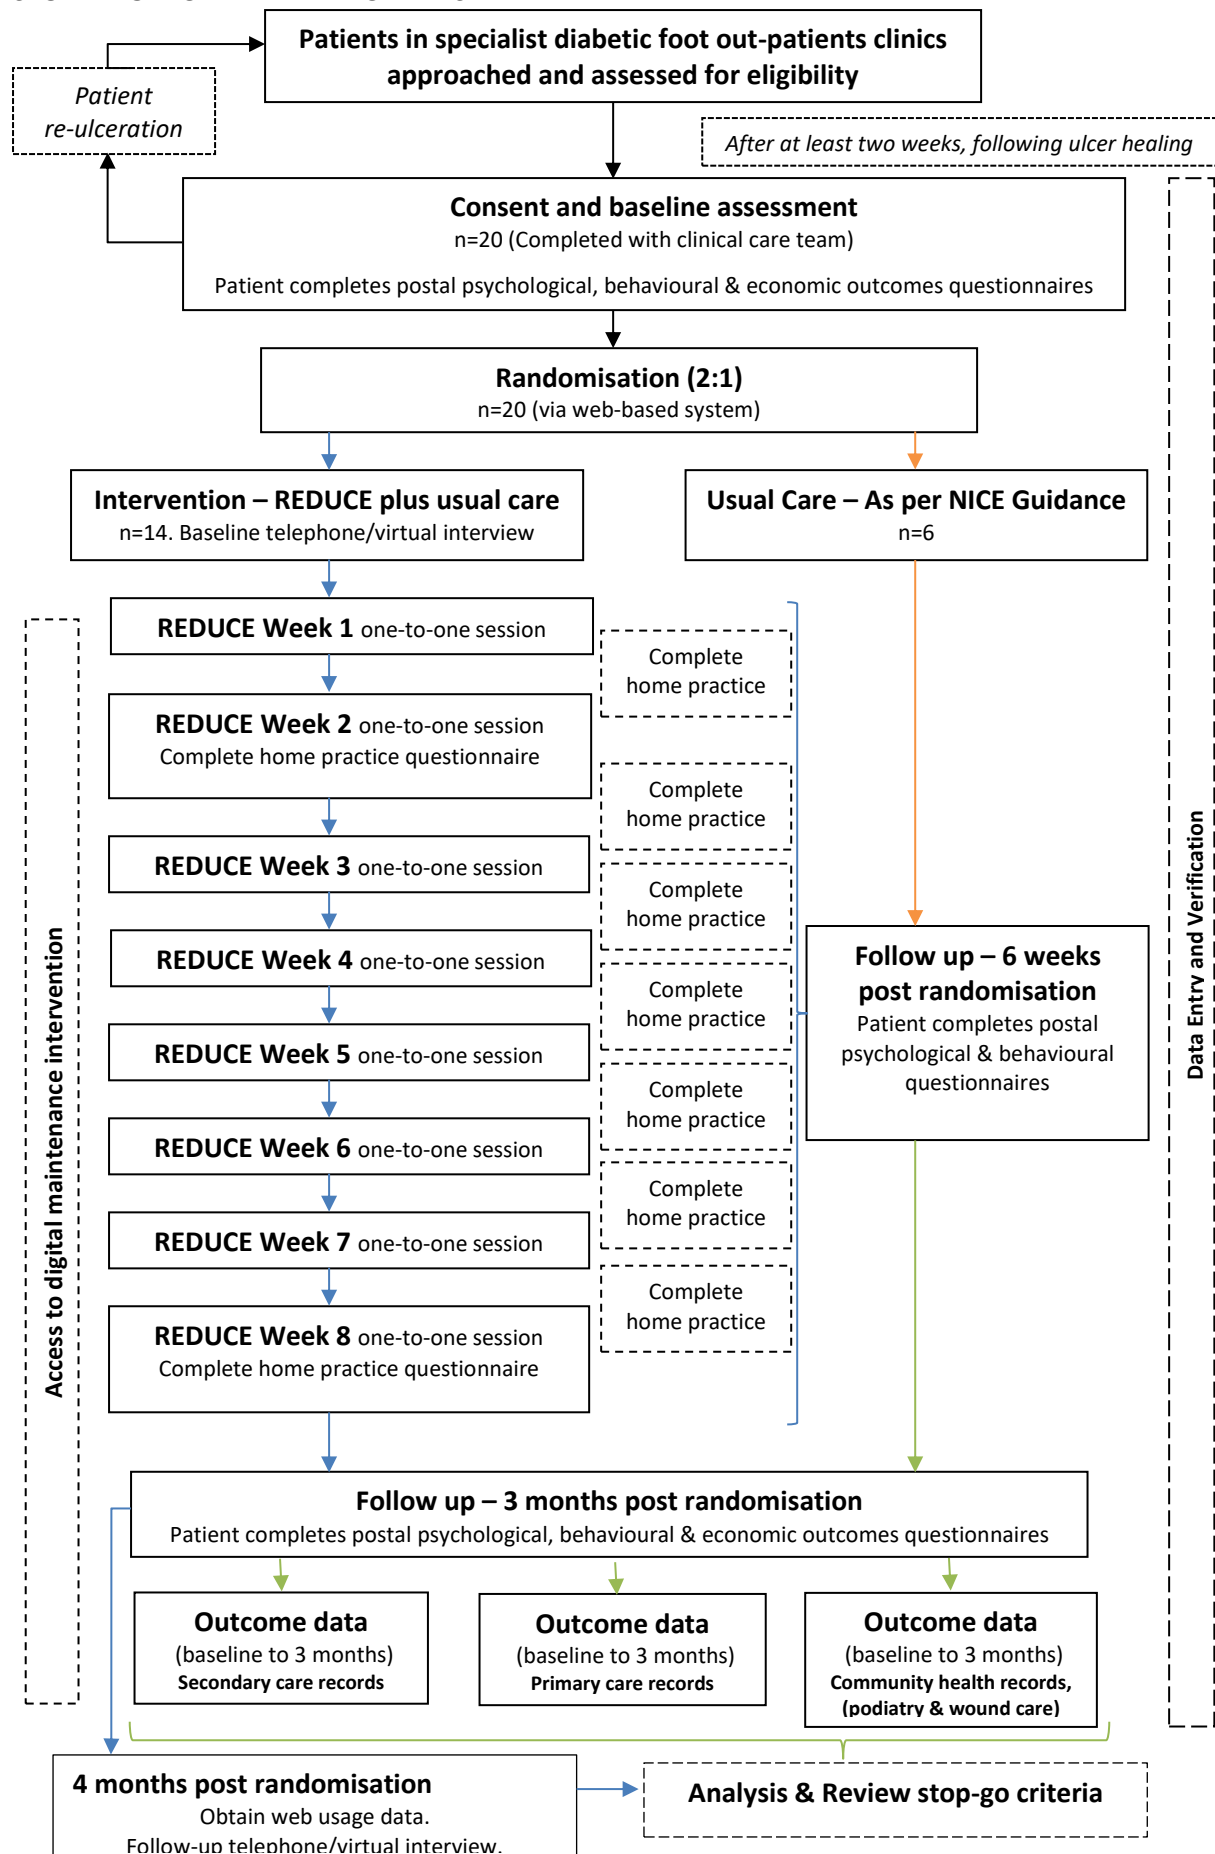 Patients in specialist diabetic foot out-patients clinics
approached and assessed for eligibility
Patient
re-ulceration
After at least two weeks, following ulcer healing
Consent and baseline assessment
n=20 (Completed with clinical care team)
Patient completes postal psychological, behavioural & economic outcomes questionnaires
Randomisation (2:1)
n=20 (via web-based system)
Intervention – REDUCE plus usual care
n=14. Baseline telephone/virtual interview
Usual Care – As per NICE Guidance
n=6
REDUCE Week 1 one-to-one session
Complete
home practice
REDUCE Week 2 one-to-one session
Complete home practice questionnaire
Complete
home practice
REDUCE Week 3 one-to-one session
Complete
home practice
REDUCE Week 4 one-to-one session
Complete
home practice
REDUCE Week 5 one-to-one session
Complete
home practice
REDUCE Week 6 one-to-one session
Complete
home practice
REDUCE Week 7 one-to-one session
Complete
home practice
REDUCE Week 8 one-to-one session
Complete home practice questionnaire
Follow up – 6 weeks
post randomisation
Patient completes postal
psychological & behavioural
questionnaires
Access to digital maintenance intervention
Data Entry and Verification
Follow up – 3 months post randomisation
Patient completes postal psychological, behavioural & economic outcomes questionnaires
Outcome data
(baseline to 3 months)
Secondary care records
Outcome data
(baseline to 3 months)
Primary care records
Outcome data
(baseline to 3 months)
Community health records,
(podiatry & wound care)
4 months post randomisation
Obtain web usage data.
Follow-up telephone/virtual interview.
Analysis & Review stop-go criteria